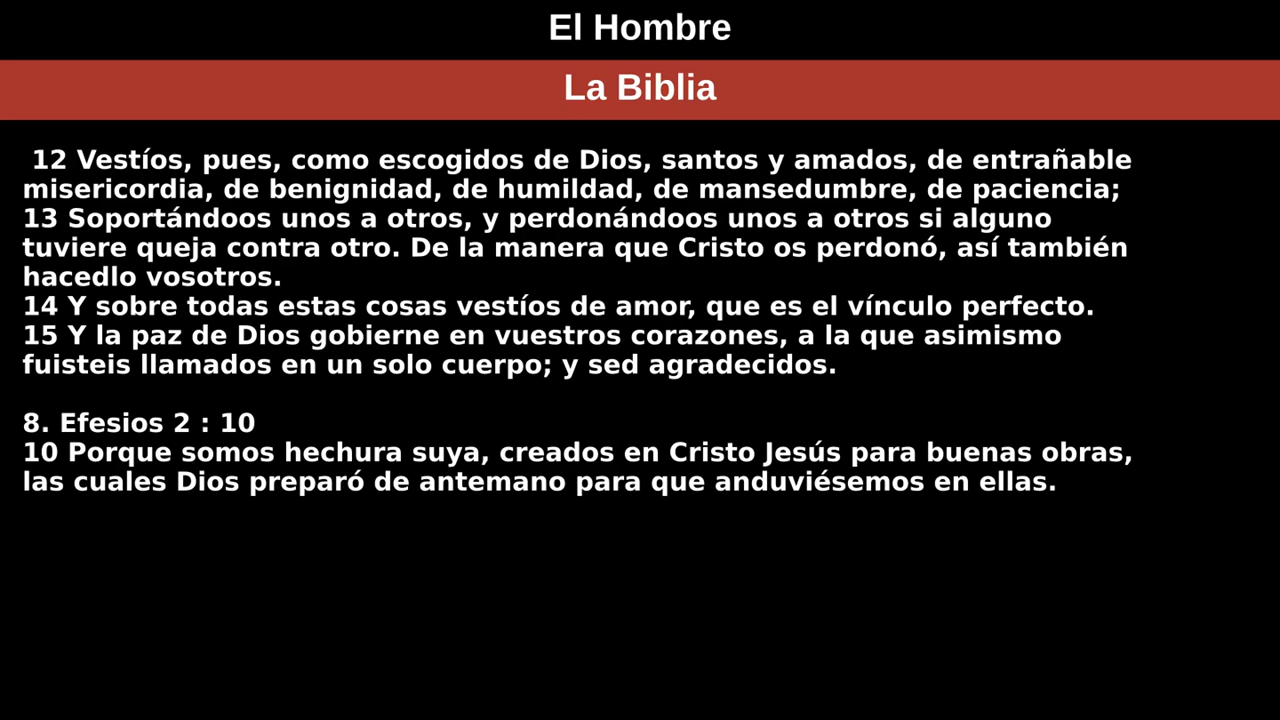 El Hombre
La Biblia
12 Vestíos, pues, como escogidos de Dios, santos y amados, de entrañable
misericordia, de benignidad, de humildad, de mansedumbre, de paciencia;
13 Soportándoos unos a otros, y perdonándoos unos a otros si alguno
tuviere queja contra otro. De la manera que Cristo os perdonó, así también
hacedlo vosotros.
14 Y sobre todas estas cosas vestíos de amor, que es el vínculo perfecto.
15 Y la paz de Dios gobierne en vuestros corazones, a la que asimismo
fuisteis llamados en un solo cuerpo; y sed agradecidos.
8. Efesios 2 : 10
10 Porque somos hechura suya, creados en Cristo Jesús para buenas obras,
las cuales Dios preparó de antemano para que anduviésemos en ellas.